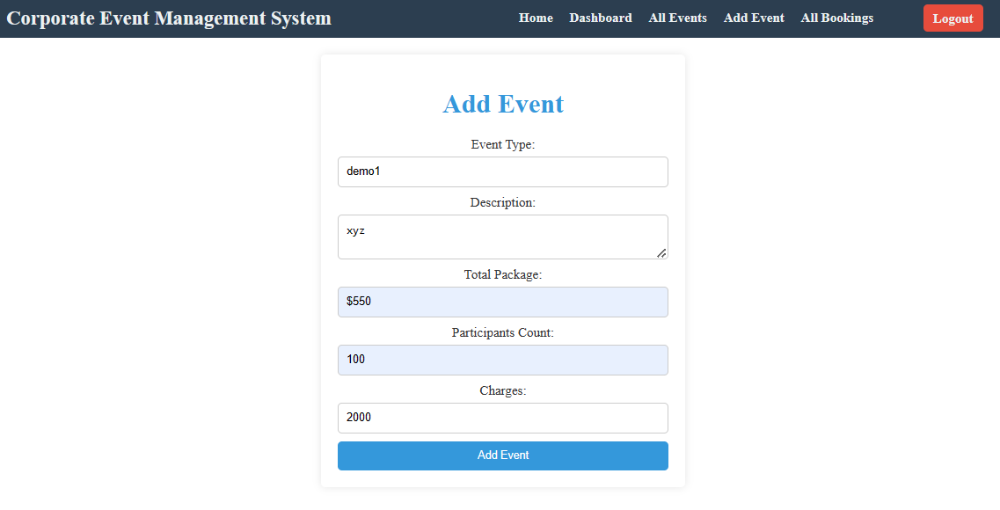 Corporate Event Management System
Home Dashboard All Events Add Event All Bookings Logout
Add Event
Event Type:
demo1
Description:
xyz
Total Package:
$550
Participants Count:
100
Charges:
2000
Add Event